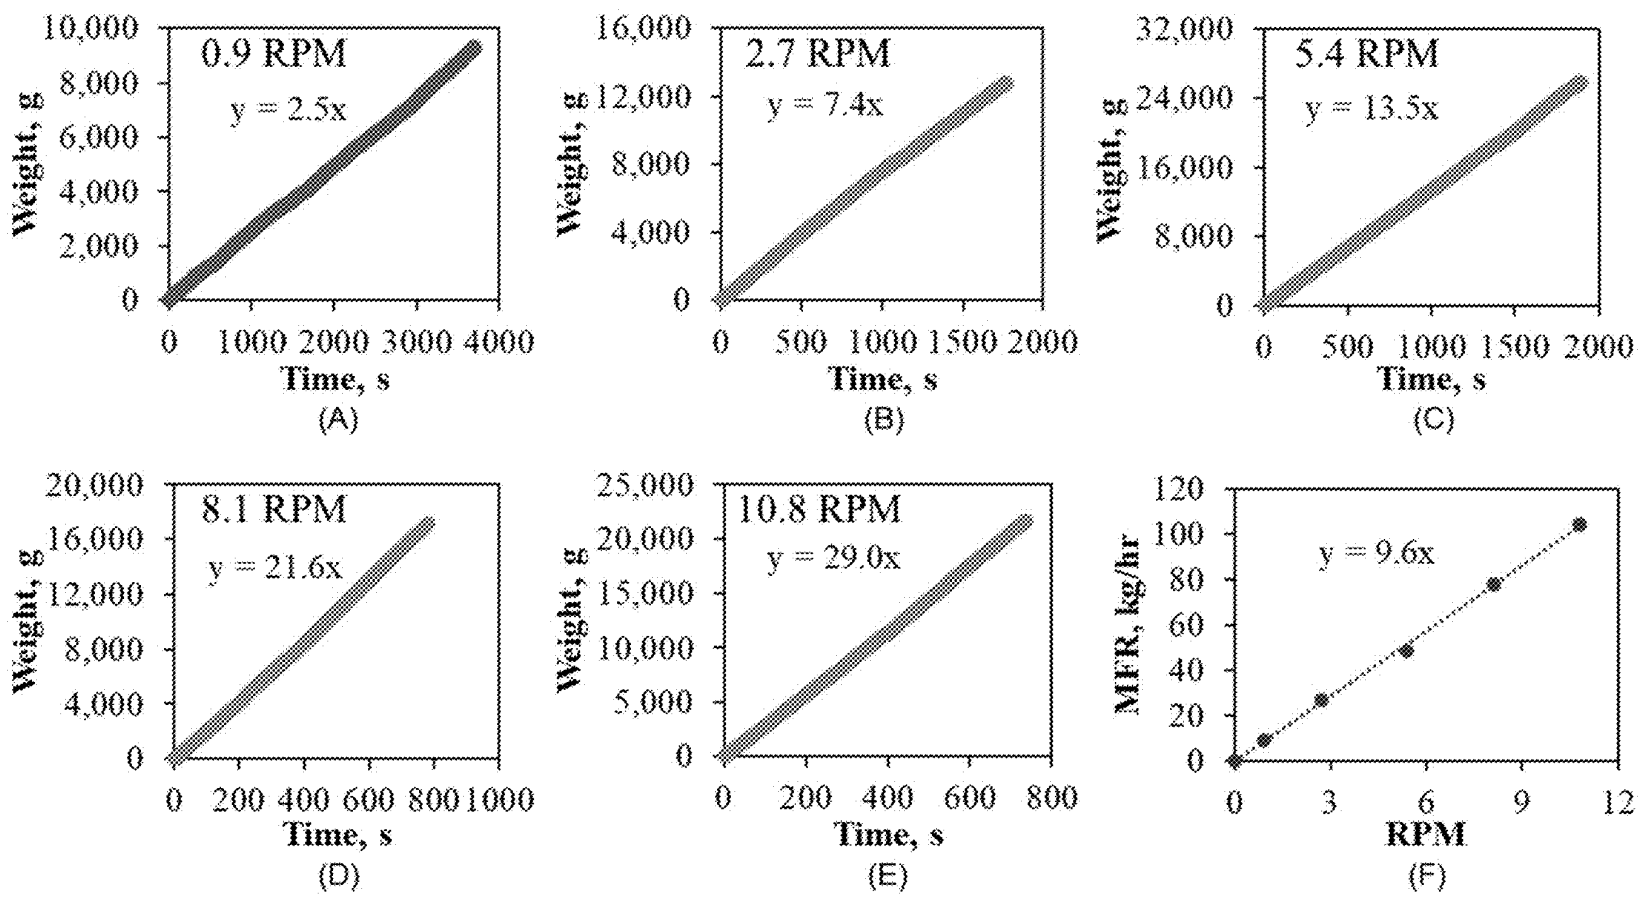 10,000
8,000
6,000
4,000
2,000
0
Weight, g
0.9 RPM
y = 2.5x
0 1000 2000 3000 4000
Time, s
(A)
16,000
12,000
8,000
4,000
0
Weight, g
2.7 RPM
y = 7.4x
0 500 1000 1500 2000
Time, s
(B)
32,000
24,000
16,000
8,000
0
Weight, g
5.4 RPM
y = 13.5x
0 500 1000 1500 2000
Time, s
(C)
20,000
16,000
12,000
8,000
4,000
0
Weight, g
8.1 RPM
y = 21.6x
0 200 400 600 800 1000
Time, s
(D)
25,000
20,000
15,000
10,000
5,000
0
Weight, g
10.8 RPM
y = 29.0x
0 200 400 600 800
Time, s
(E)
120
100
80
60
40
20
0
MFR, kg/hr
y = 9.6x
0 3 6 9 12
RPM
(F)